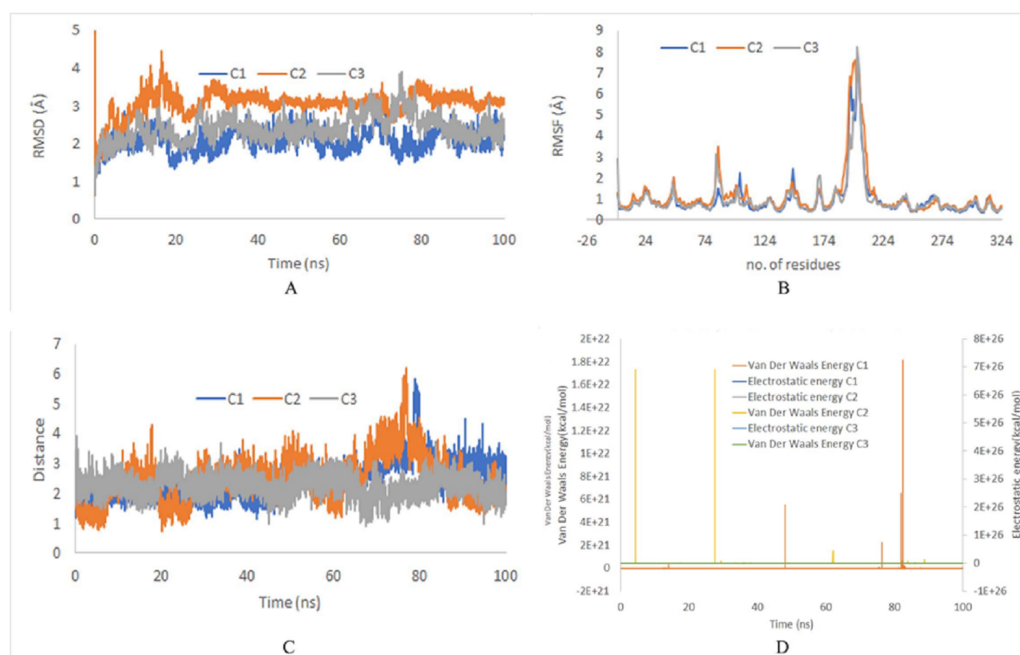 RMSD (Å)
5
4
3
2
1
0
C1 C2 C3
0 20 40 60 80 100
Time (ns)
A
RMSF (Å)
9
8
7
6
5
4
3
2
1
0
C1 C2 C3
-26 24 74 124 174 224 274 324
no. of residues
B
Distance
7
6
5
4
3
2
1
0
C1 C2 C3
0 20 40 60 80 100
Time (ns)
C
Van Der Waals Energy(kcal/mol)
Van Der Waals Energy(kcal/mol)
2E+22
1.8E+22
1.6E+22
1.4E+22
1.2E+22
1E+22
8E+21
6E+21
4E+21
2E+21
0
-2E+21
Van Der Waals Energy C1
Electrostatic energy C1
Electrostatic energy C2
Van Der Waals Energy C2
Electrostatic energy C3
Van Der Waals Energy C3
8E+26
7E+26
6E+26
5E+26
4E+26
3E+26
2E+26
1E+26
0
-1E+26
Electrostatic energy(kcal/mol)
0 20 40 60 80 100
Time (ns)
D